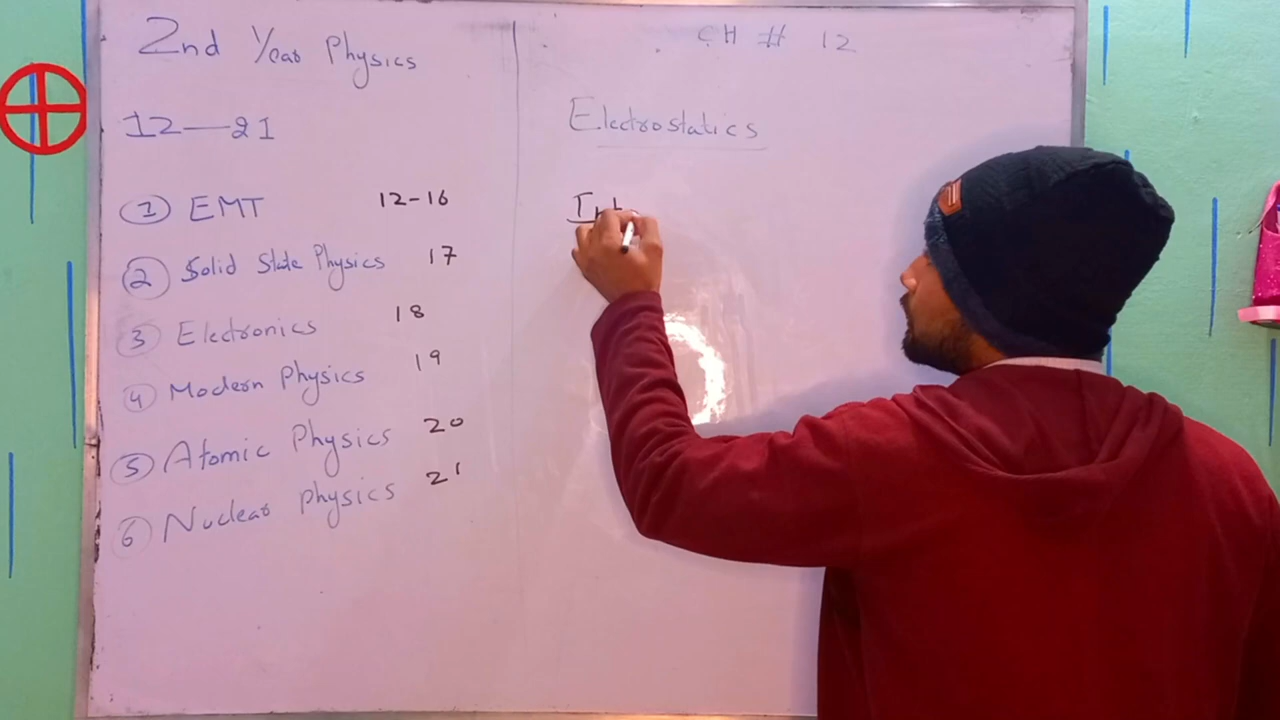 2nd Year Physics
12—21
1 EMT 12-16
2 Solid State Physics 17
3 Electronics 18
4 Modern Physics 19
5 Atomic Physics 20
6 Nuclear Physics 21
CH # 12
Electrostatics